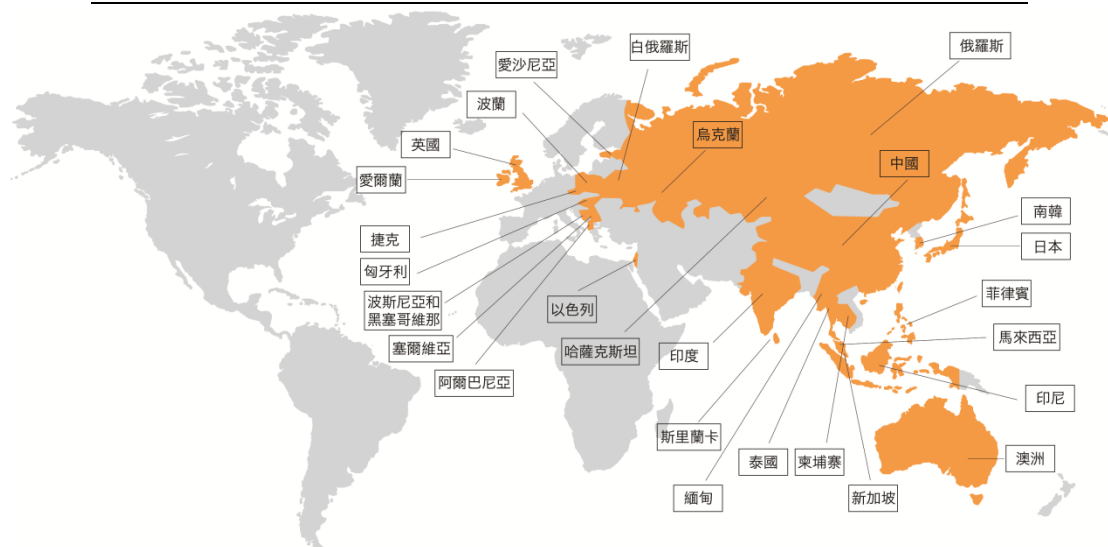 白俄羅斯
俄羅斯
愛沙尼亞
波蘭
烏克蘭
英國
中國
愛爾蘭
南韓
捷克
日本
匈牙利
菲律賓
波斯尼亞和
黑塞哥維那
以色列
馬來西亞
塞爾維亞
哈薩克斯坦
印度
阿爾巴尼亞
印尼
斯里蘭卡
泰國
柬埔寨
澳洲
緬甸
新加坡